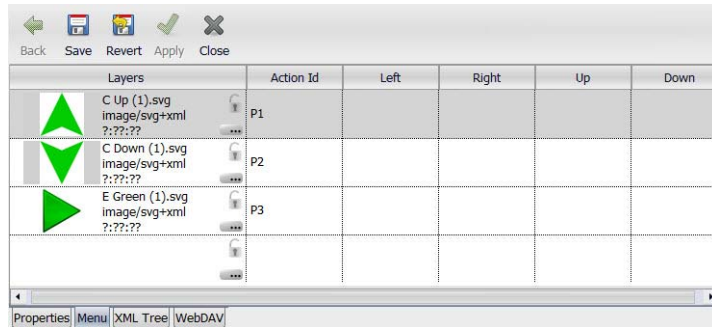 Back Save Revert Apply Close
Layers Action Id Left Right Up Down
C Up (1).svg
image/svg+xml
?:??:??
P1
C Down (1).svg
image/svg+xml
?:??:??
P2
E Green (1).svg
image/svg+xml
?:??:??
P3
Properties Menu XML Tree WebDAV